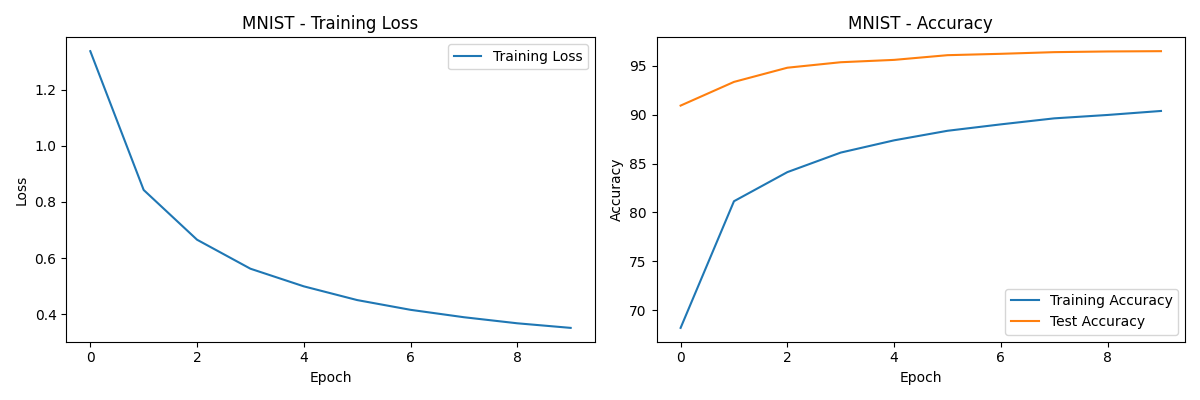 MNIST - Training Loss
Training Loss
1.2
1.0
0.8
0.6
0.4
Loss
0
2
4
6
8
Epoch
MNIST - Accuracy
95
90
85
80
75
70
Accuracy
Training Accuracy
Test Accuracy
0
2
4
6
8
Epoch